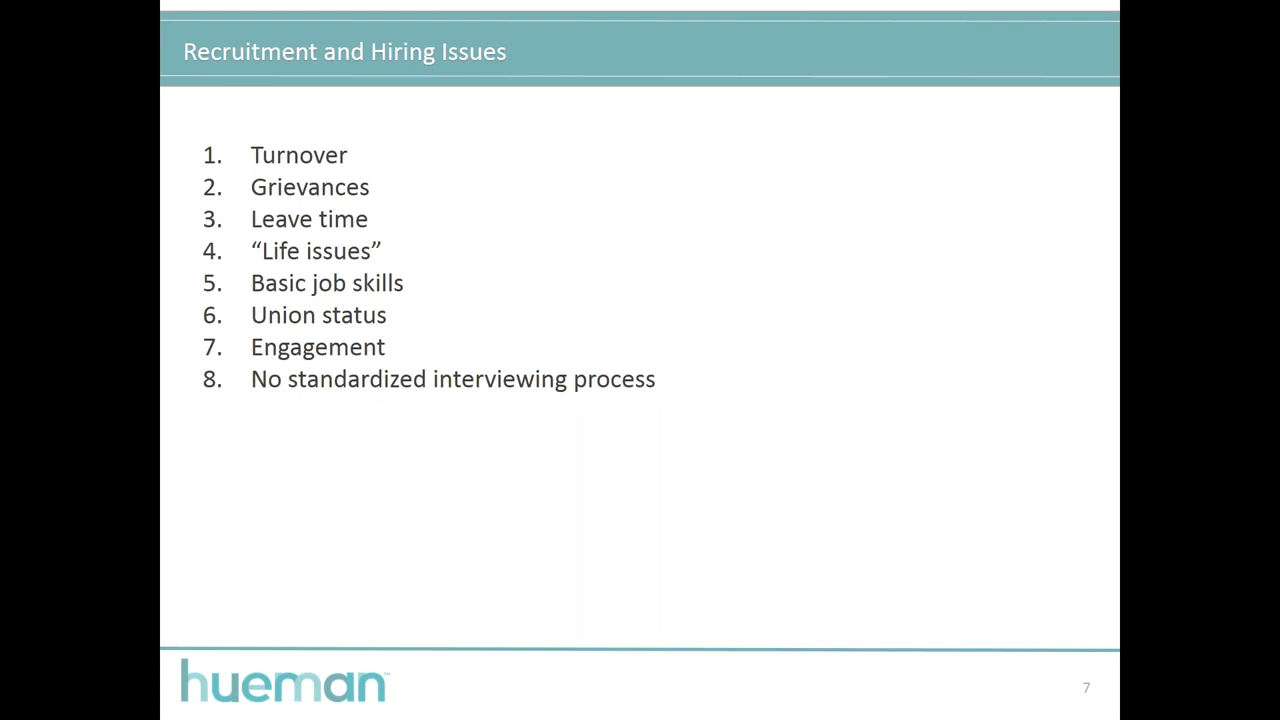 Recruitment and Hiring Issues
1. Turnover
2. Grievances
3. Leave time
4. “Life issues”
5. Basic job skills
6. Union status
7. Engagement
8. No standardized interviewing process
hueman™
7